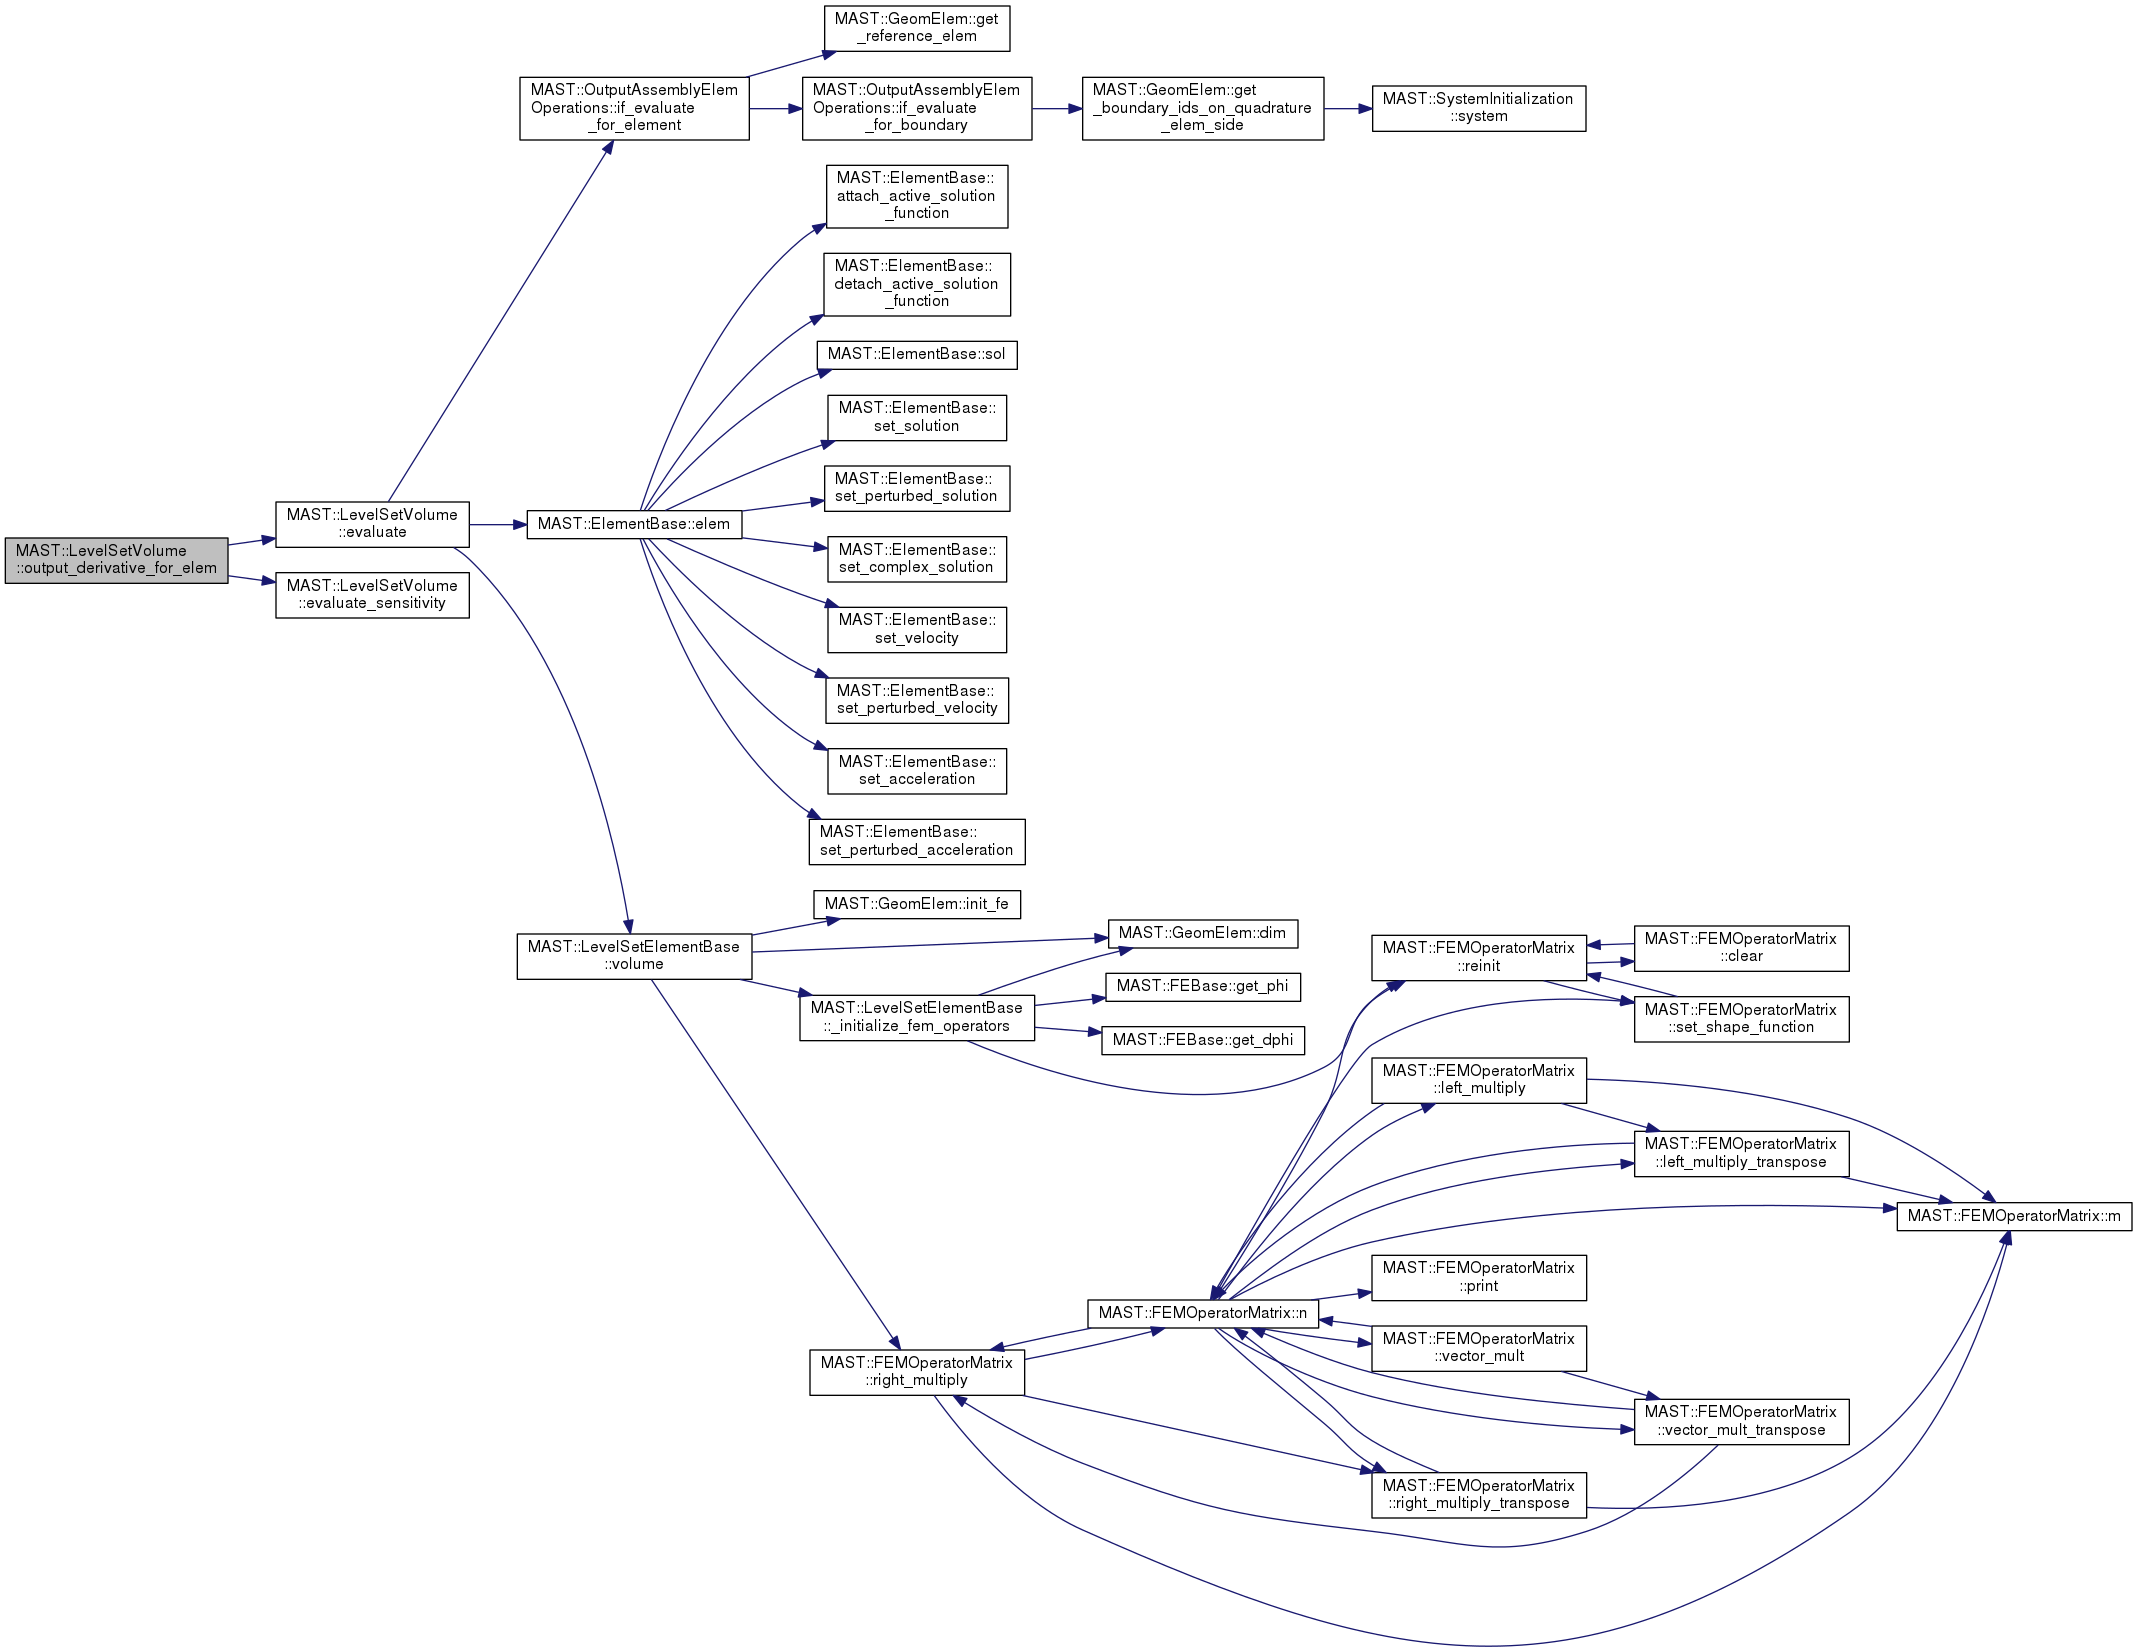 MAST::GeomElem::get
_reference_elem
MAST::OutputAssemblyElem
Operations::if_evaluate
_for_element
MAST::OutputAssemblyElem
Operations::if_evaluate
_for_boundary
MAST::GeomElem::get
_boundary_ids_on_quadrature
_elem_side
MAST::SystemInitialization
::system
MAST::ElementBase::
attach_active_solution
_function
MAST::ElementBase::
detach_active_solution
_function
MAST::ElementBase::sol
MAST::ElementBase::
set_solution
MAST::ElementBase::
set_perturbed_solution
MAST::LevelSetVolume
::evaluate
MAST::ElementBase::elem
MAST::LevelSetVolume
::output_derivative_for_elem
MAST::ElementBase::
set_complex_solution
MAST::LevelSetVolume
::evaluate_sensitivity
MAST::ElementBase::
set_velocity
MAST::ElementBase::
set_perturbed_velocity
MAST::ElementBase::
set_acceleration
MAST::ElementBase::
set_perturbed_acceleration
MAST::GeomElem::init_fe
MAST::GeomElem::dim
MAST::LevelSetElementBase
::volume
MAST::FEMOperatorMatrix
::reinit
MAST::FEMOperatorMatrix
::clear
MAST::FEBase::get_phi
MAST::LevelSetElementBase
::_initialize_fem_operators
MAST::FEMOperatorMatrix
::set_shape_function
MAST::FEBase::get_dphi
MAST::FEMOperatorMatrix
::left_multiply
MAST::FEMOperatorMatrix
::left_multiply_transpose
MAST::FEMOperatorMatrix::m
MAST::FEMOperatorMatrix
::print
MAST::FEMOperatorMatrix::n
MAST::FEMOperatorMatrix
::vector_mult
MAST::FEMOperatorMatrix
::right_multiply
MAST::FEMOperatorMatrix
::vector_mult_transpose
MAST::FEMOperatorMatrix
::right_multiply_transpose